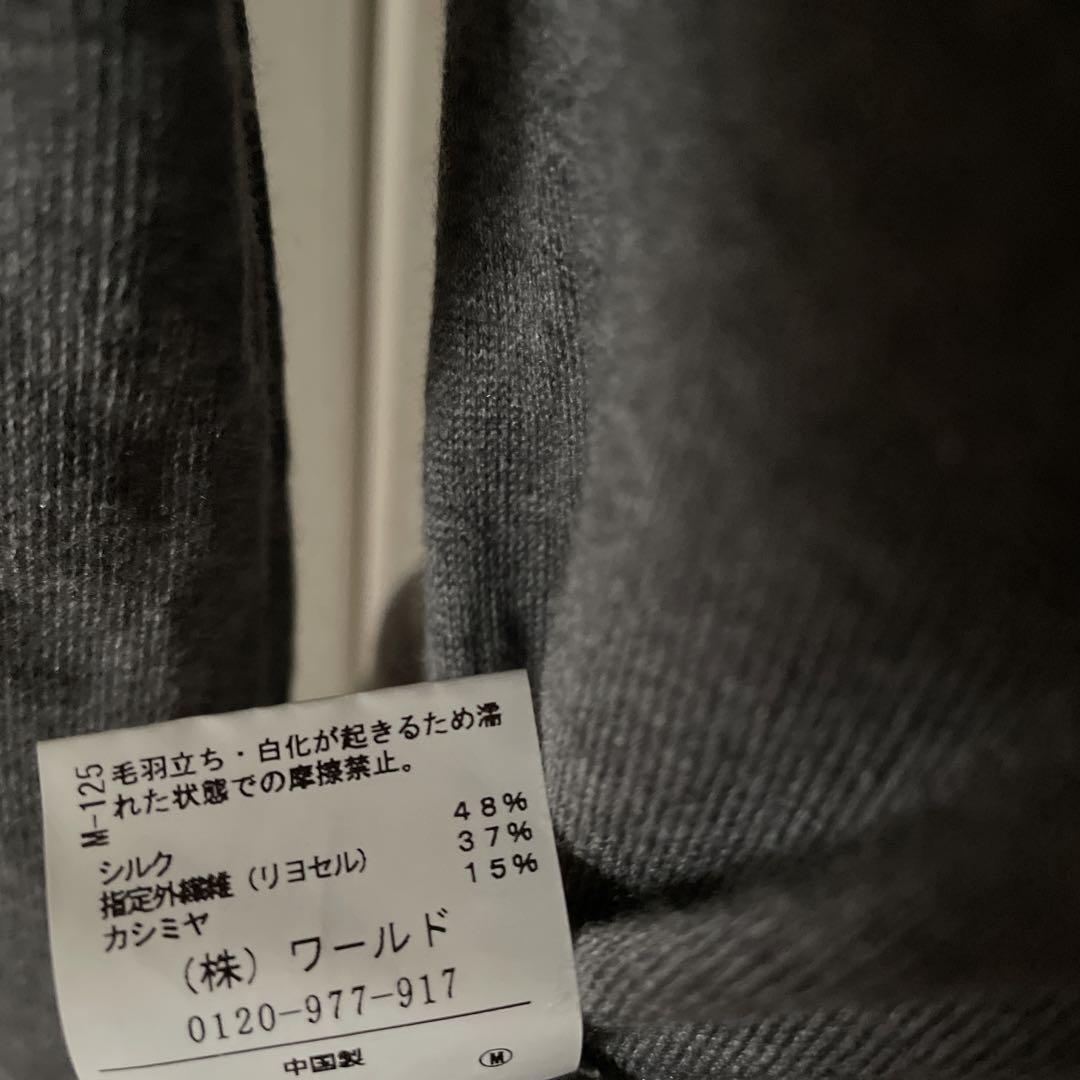 M-125
毛羽立ち・白化が起きるため濡
れた状態での摩擦禁止。
シルク 48%
指定外繊維（リヨセル） 37%
カシミヤ 15%
（株）ワールド
0120-977-917
中国製 Ⓜ